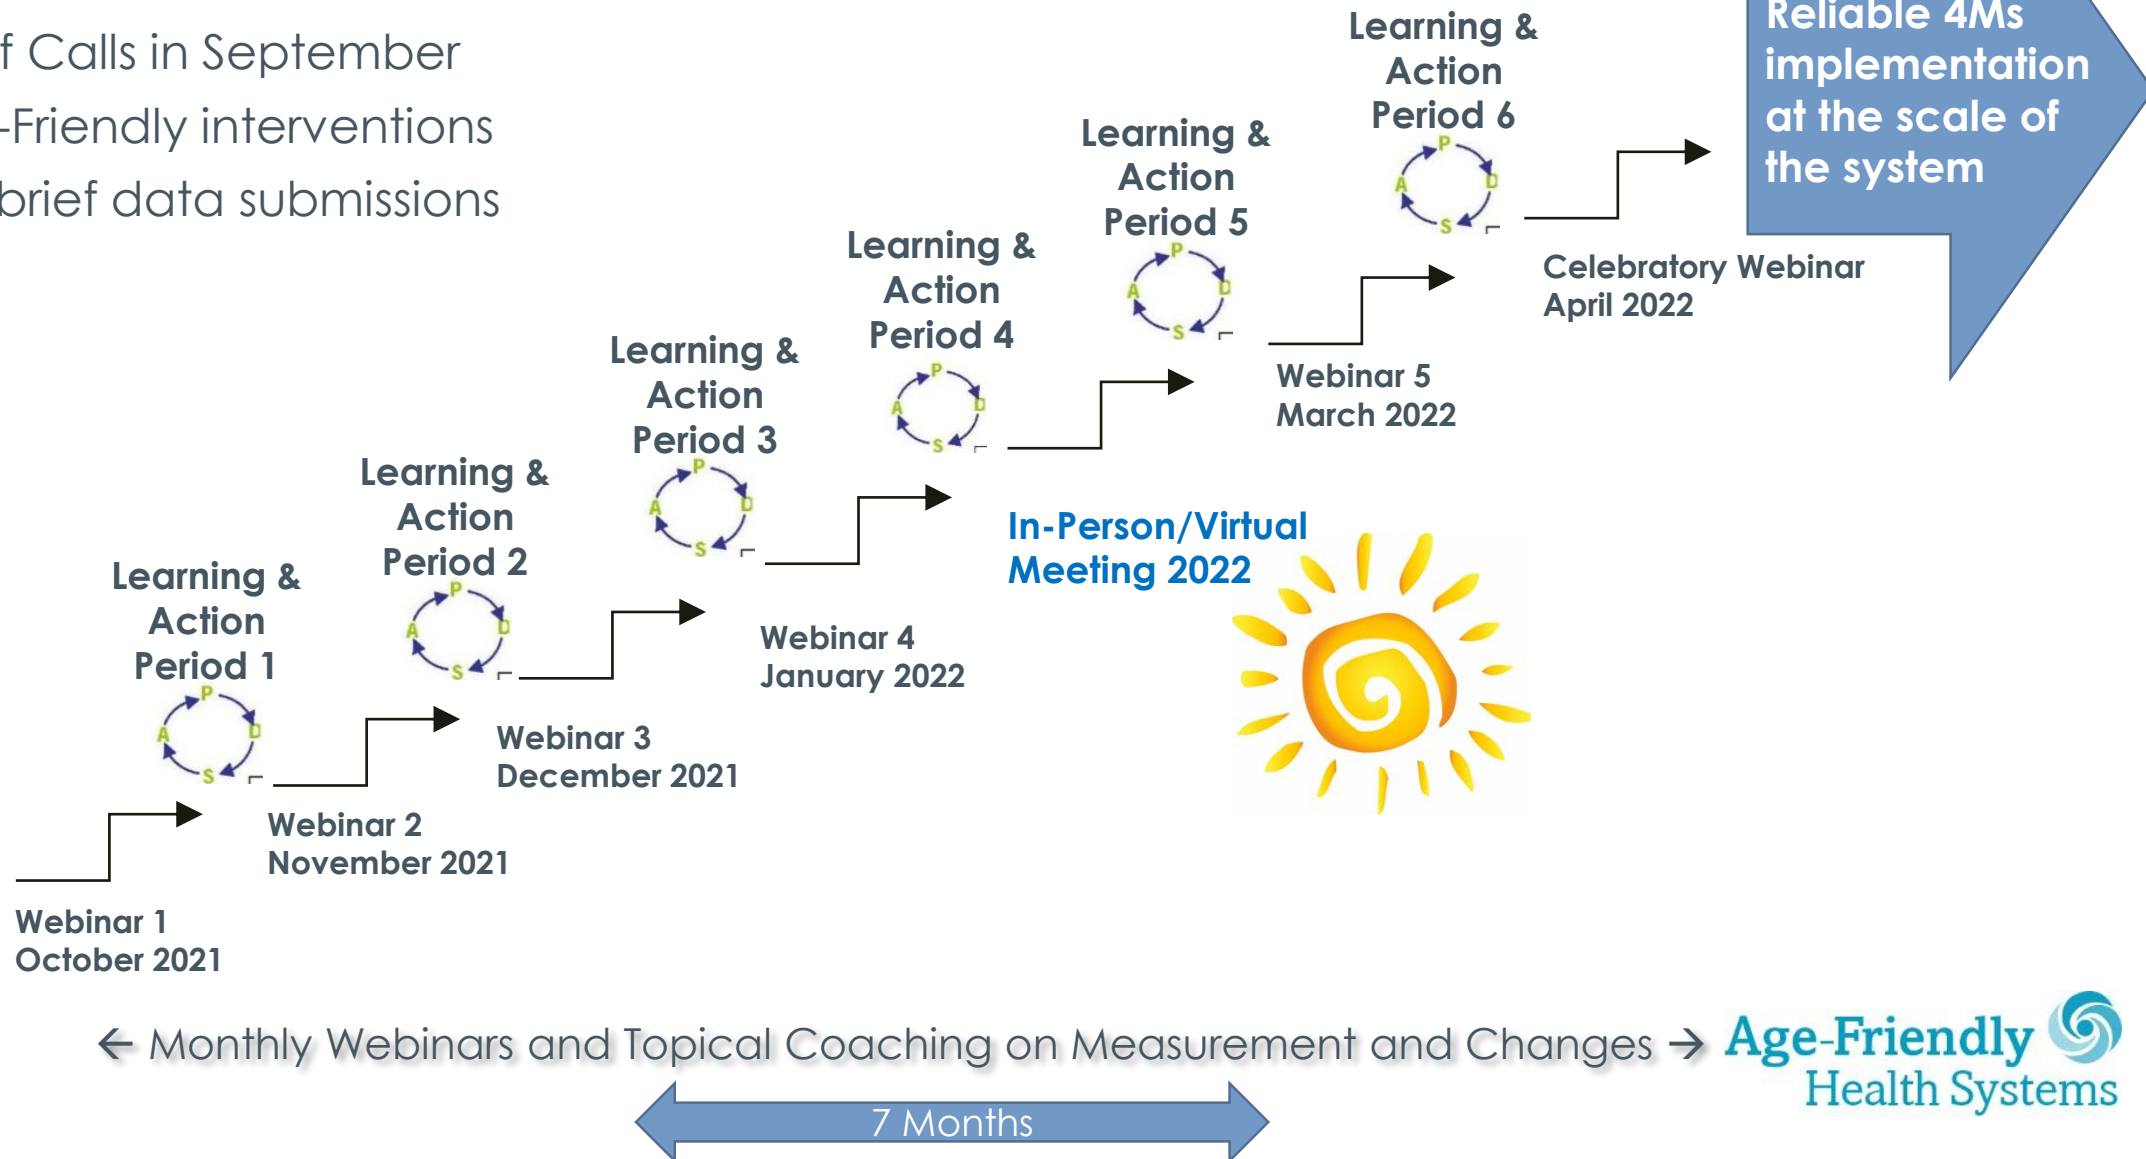 f Calls in September
-Friendly interventions
brief data submissions
Learning &
Action
Period 1
P
D
S
A
Learning &
Action
Period 2
P
D
S
A
Learning &
Action
Period 3
P
D
S
A
Learning &
Action
Period 4
P
D
S
A
Learning &
Action
Period 5
P
D
S
A
Learning &
Action
Period 6
P
D
S
A
Reliable 4Ms
implementation
at the scale of
the system
Webinar 1
October 2021
Webinar 2
November 2021
Webinar 3
December 2021
Webinar 4
January 2022
In-Person/Virtual
Meeting 2022
Webinar 5
March 2022
Celebratory Webinar
April 2022
← Monthly Webinars and Topical Coaching on Measurement and Changes →
7 Months
Age-Friendly
Health Systems